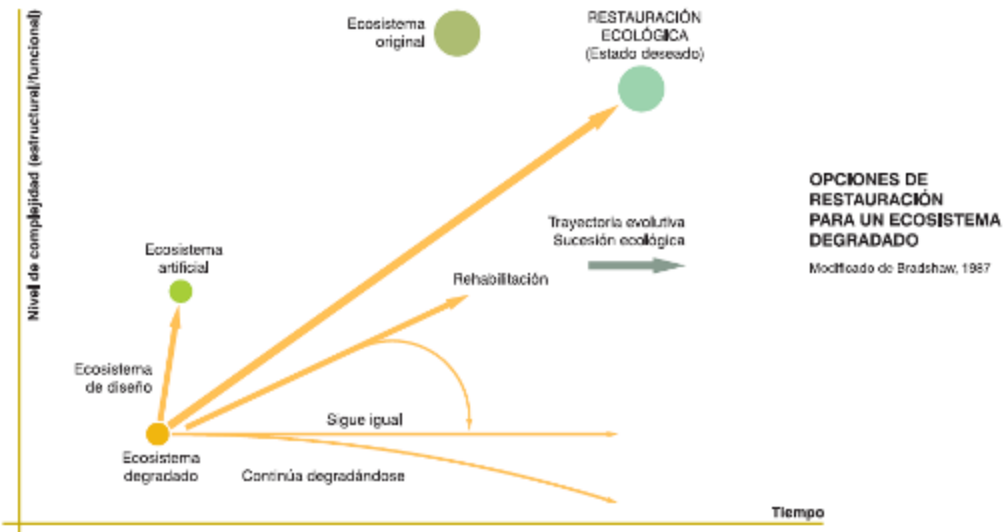 Nivel de complejidad (estructural/funcional)
Ecosistema
original
RESTAURACIÓN
ECOLÓGICA
(Estado deseado)
OPCIONES DE
RESTAURACIÓN
PARA UN ECOSISTEMA
DEGRADADO
Modificado de Bradshaw, 1987
Trayectoria evolutiva
Sucesión ecológica
Ecosistema
artificial
Rehabilitación
Ecosistema
de diseño
Sigue igual
Ecosistema
degradado
Continúa degradándose
Tiempo